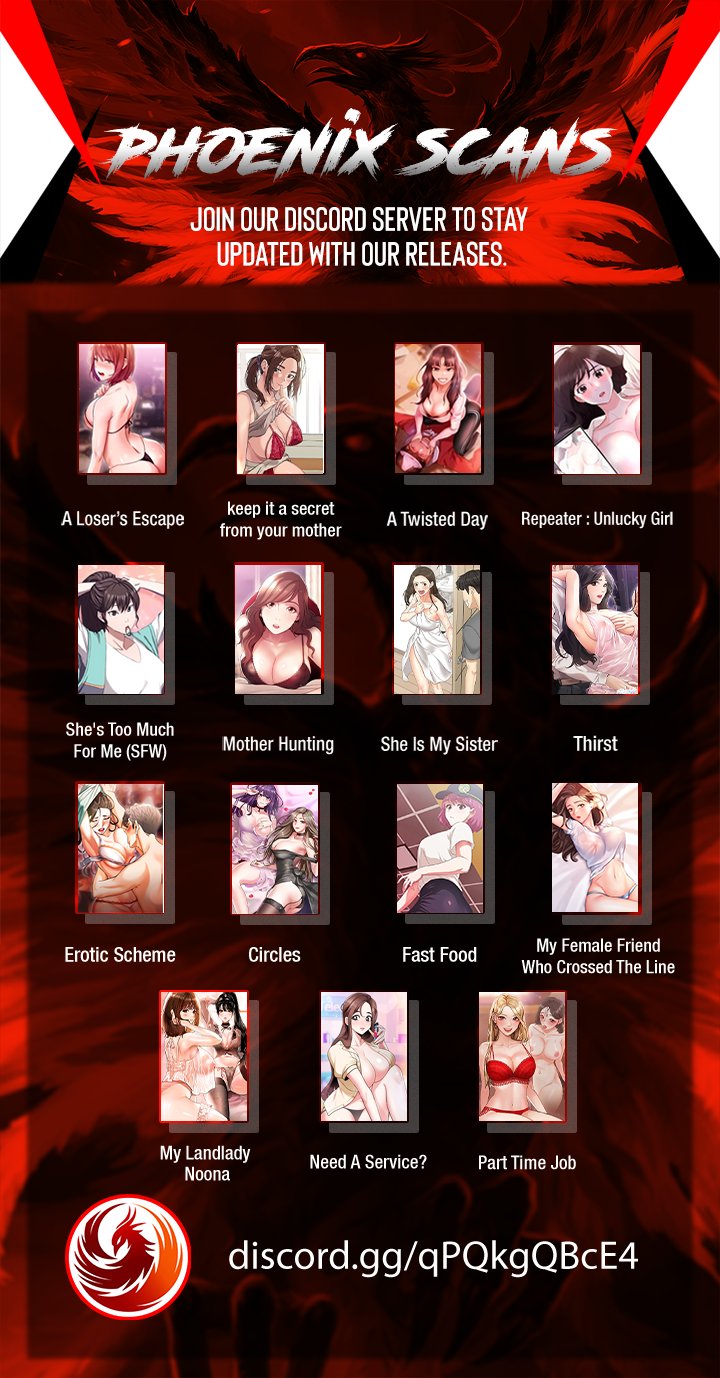 PHOENIX SCANS
JOIN OUR DISCORD SERVER TO STAY
UPDATED WITH OUR RELEASES.
A Loser's Escape
keep it a secret
from your mother
A Twisted Day
Repeater : Unlucky Girl
She's Too Much
For Me (SFW)
Mother Hunting
She Is My Sister
Thirst
Erotic Scheme
Circles
Fast Food
My Female Friend
Who Crossed The Line
My Landlady
Noona
Need A Service?
Part Time Job
discord.gg/qPQkgQBcE4